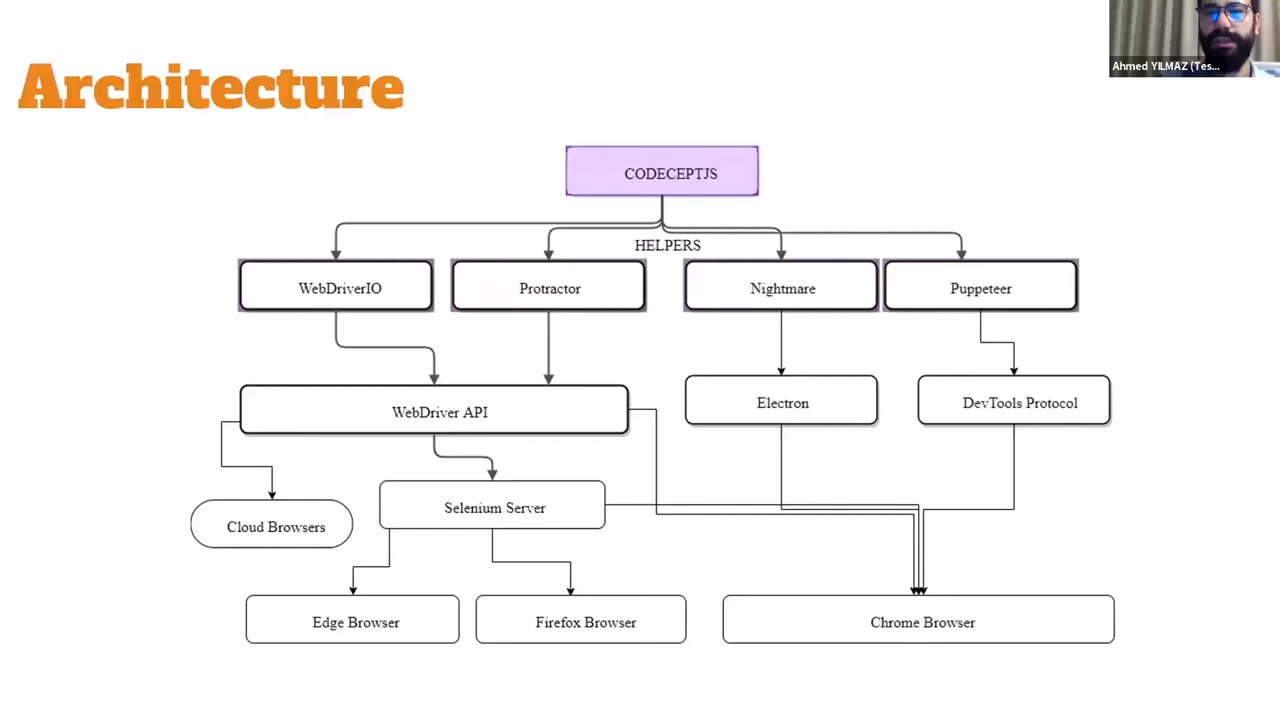 Ahmed YILMAZ (Tes...
Architecture
CODECEPTJS
HELPERS
WebDriverIO
Protractor
Nightmare
Puppeteer
WebDriver API
Electron
DevTools Protocol
Cloud Browsers
Selenium Server
Edge Browser
Firefox Browser
Chrome Browser